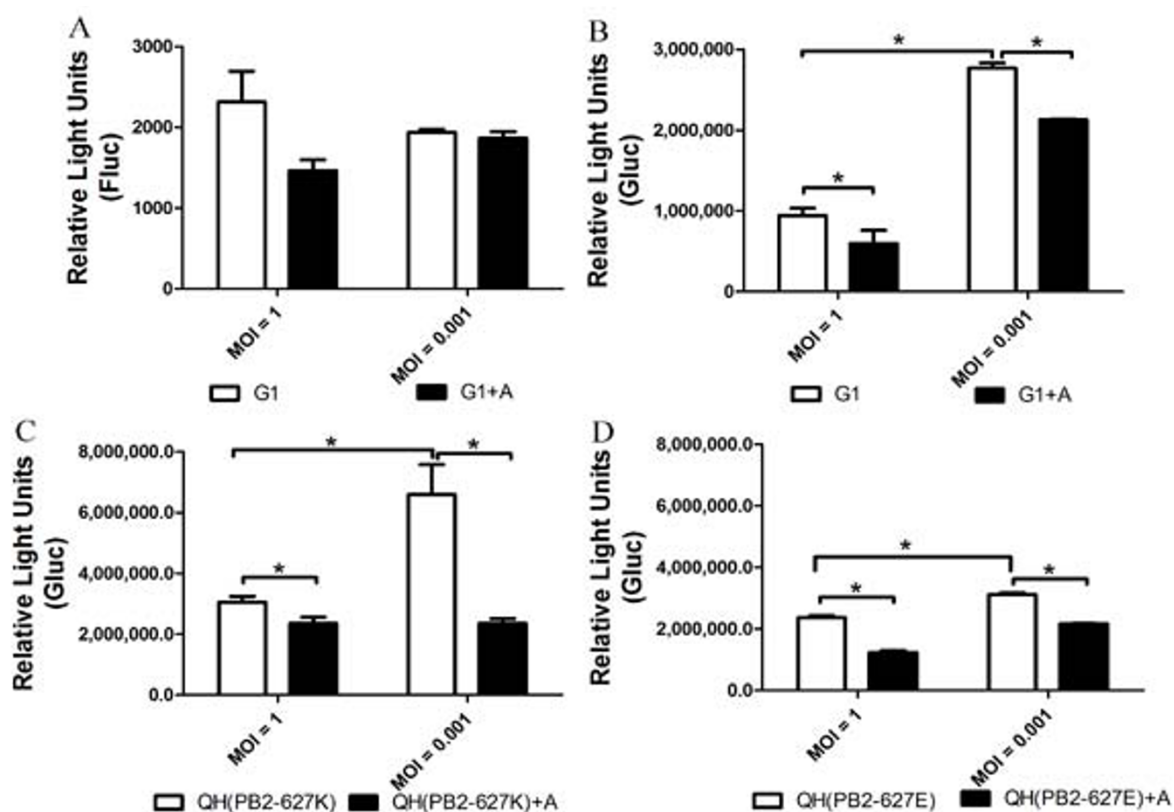 A
Relative Light Units
(Fluc)
3000
2000
1000
0
MOI = 1
MOI = 0.001
G1
G1+A
B
Relative Light Units
(Gluc)
3,000,000
2,000,000
1,000,000
0
*
*
*
MOI = 1
MOI = 0.001
G1
G1+A
C
Relative Light Units
(Gluc)
8,000,000.0
6,000,000.0
4,000,000.0
2,000,000.0
0.0
*
*
*
MOI = 1
MOI = 0.001
QH(PB2-627K)
QH(PB2-627K)+A
D
Relative Light Units
(Gluc)
8,000,000.0
6,000,000.0
4,000,000.0
2,000,000.0
0.0
*
*
*
MOI = 1
MOI = 0.001
QH(PB2-627E)
QH(PB2-627E)+A